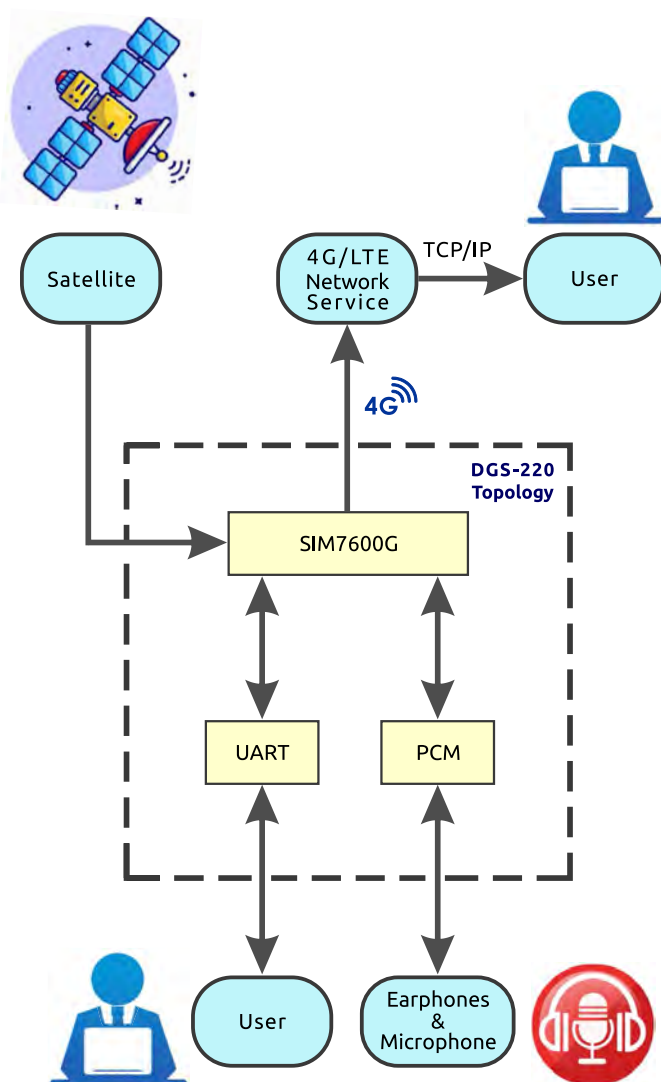 Satellite
4G/LTE
Network
Service
TCP/IP
User
4G
DGS-220
Topology
SIM7600G
UART
PCM
User
Earphones
&
Microphone